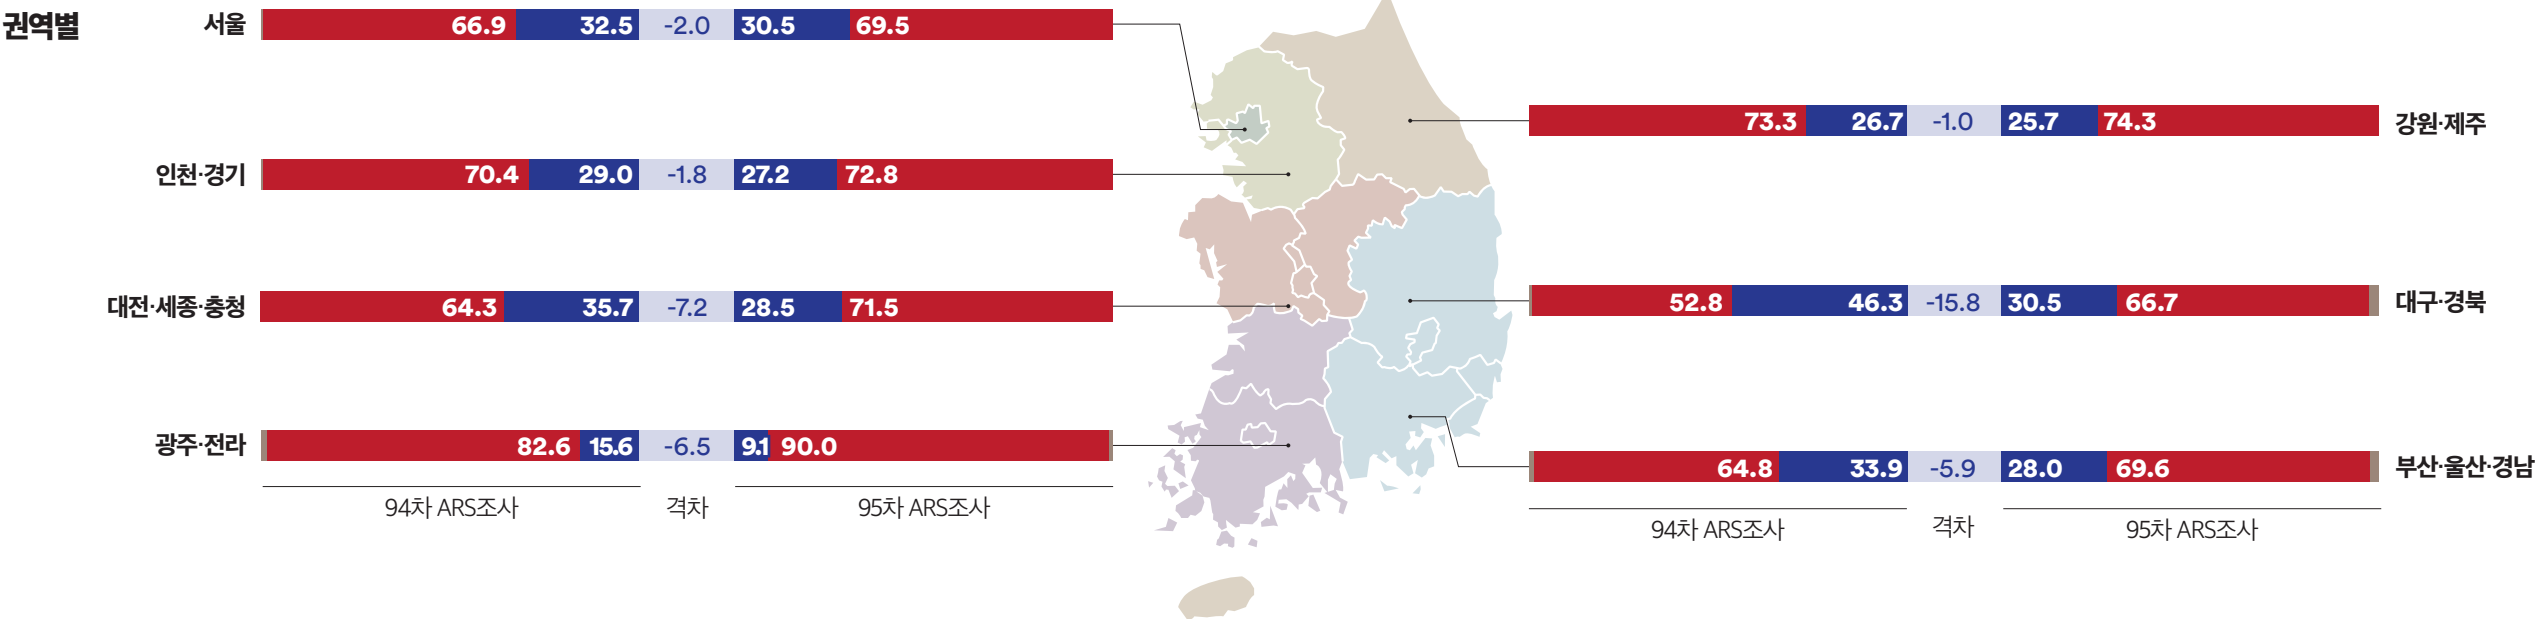 권역별
서울 66.9 32.5 -2.0 30.5 69.5
인천·경기 70.4 29.0 -1.8 27.2 72.8
대전·세종·충청 64.3 35.7 -7.2 28.5 71.5
광주·전라 82.6 15.6 -6.5 9.1 90.0
94차 ARS조사 격차 95차 ARS조사
73.3 26.7 -1.0 25.7 74.3 강원·제주
52.8 46.3 -15.8 30.5 66.7 대구·경북
64.8 33.9 -5.9 28.0 69.6 부산·울산·경남
94차 ARS조사 격차 95차 ARS조사